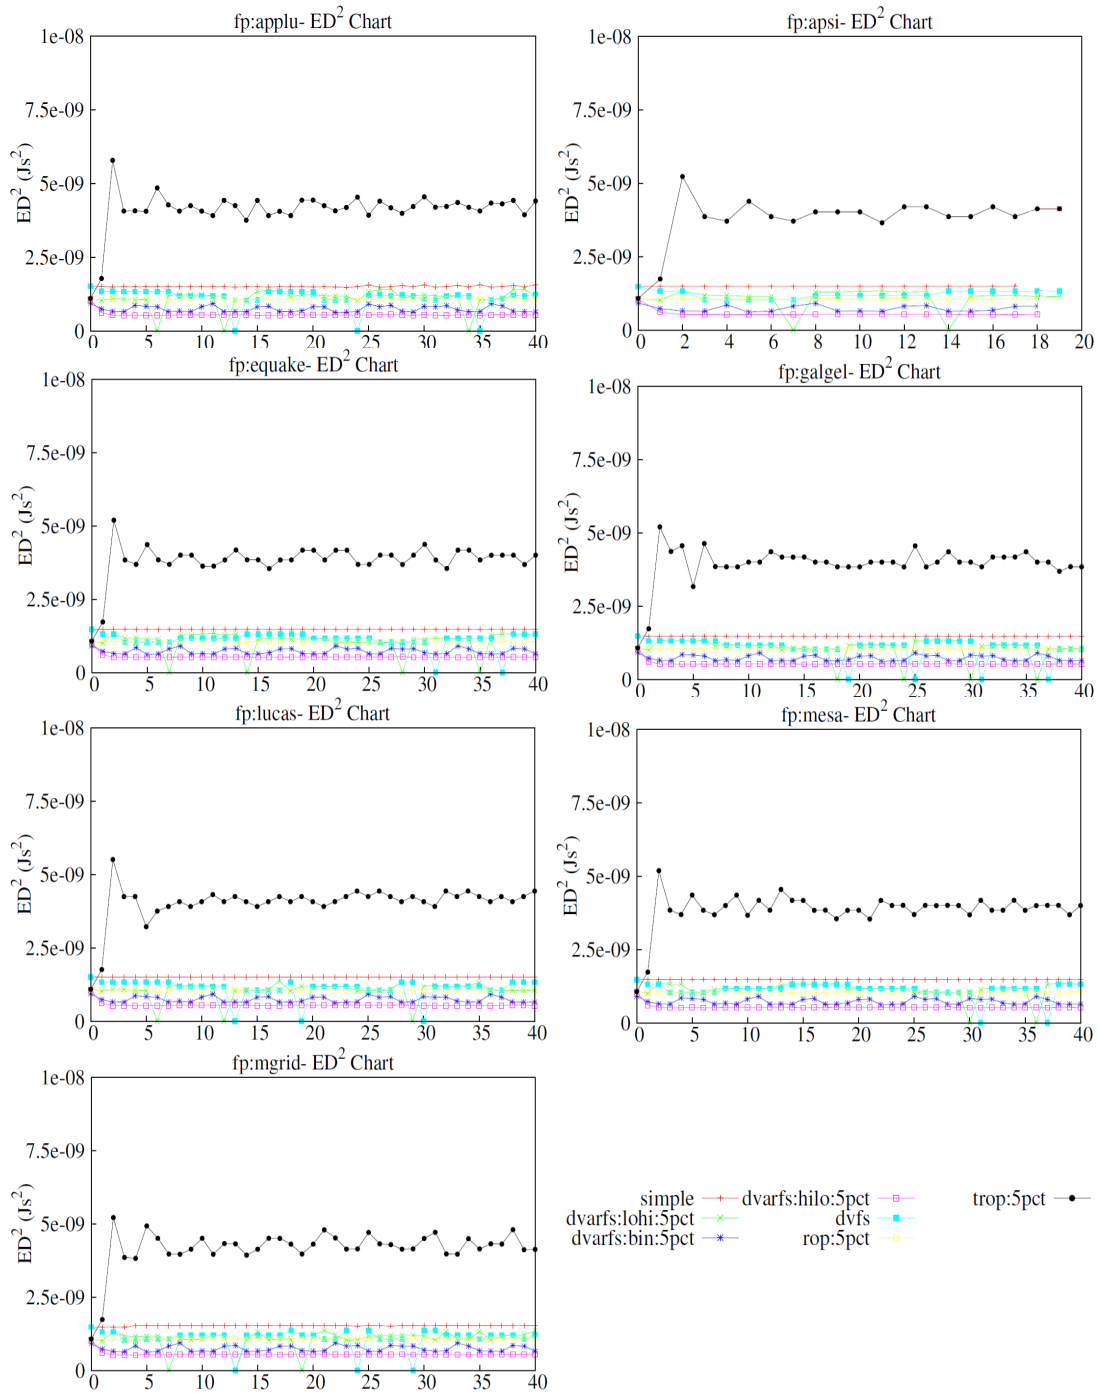 fp:applu- ED² Chart
1e-08
7.5e-09
5e-09
2.5e-09
0
ED² (Js²)
0 5 10 15 20 25 30 35 40
fp:apsi- ED² Chart
1e-08
7.5e-09
5e-09
2.5e-09
0
ED² (Js²)
0 2 4 6 8 10 12 14 16 18 20
fp:equake- ED² Chart
1e-08
7.5e-09
5e-09
2.5e-09
0
ED² (Js²)
0 5 10 15 20 25 30 35 40
fp:galgel- ED² Chart
1e-08
7.5e-09
5e-09
2.5e-09
0
ED² (Js²)
0 5 10 15 20 25 30 35 40
fp:lucas- ED² Chart
1e-08
7.5e-09
5e-09
2.5e-09
0
ED² (Js²)
0 5 10 15 20 25 30 35 40
fp:mesa- ED² Chart
1e-08
7.5e-09
5e-09
2.5e-09
0
ED² (Js²)
0 5 10 15 20 25 30 35 40
fp:mgrid- ED² Chart
1e-08
7.5e-09
5e-09
2.5e-09
0
ED² (Js²)
0 5 10 15 20 25 30 35 40
simple dvarfs:hilo:5pct trop:5pct
dvarfs:lohi:5pct dvfs
dvarfs:bin:5pct rop:5pct